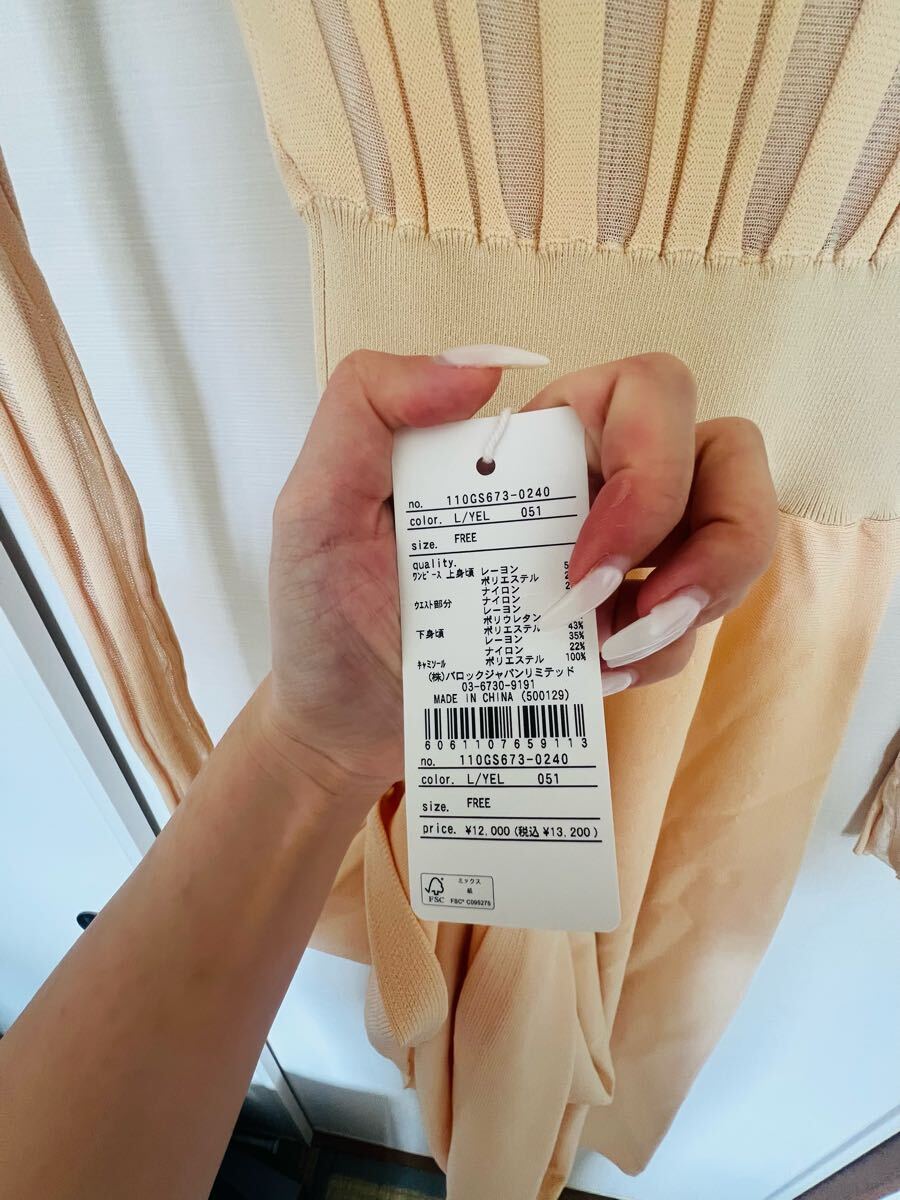 no. 110GS673-0240
color. L/YEL 051
size. FREE
quality.
ワンピース 上身頃 レーヨン
ポリエステル
ナイロン
ウエスト部分 ナイロン
レーヨン
ポリウレタン
下身頃 ポリエステル 43%
レーヨン 35%
ナイロン 22%
キャミソール ポリエステル 100%
(株)バロックジャパンリミテッド
03-6730-9191
MADE IN CHINA (500129)
6061107659113
no. 110GS673-0240
color. L/YEL 051
size. FREE
price. ¥12,000 (税込 ¥13,200)
ミックス
紙
FSC FSC® C095275